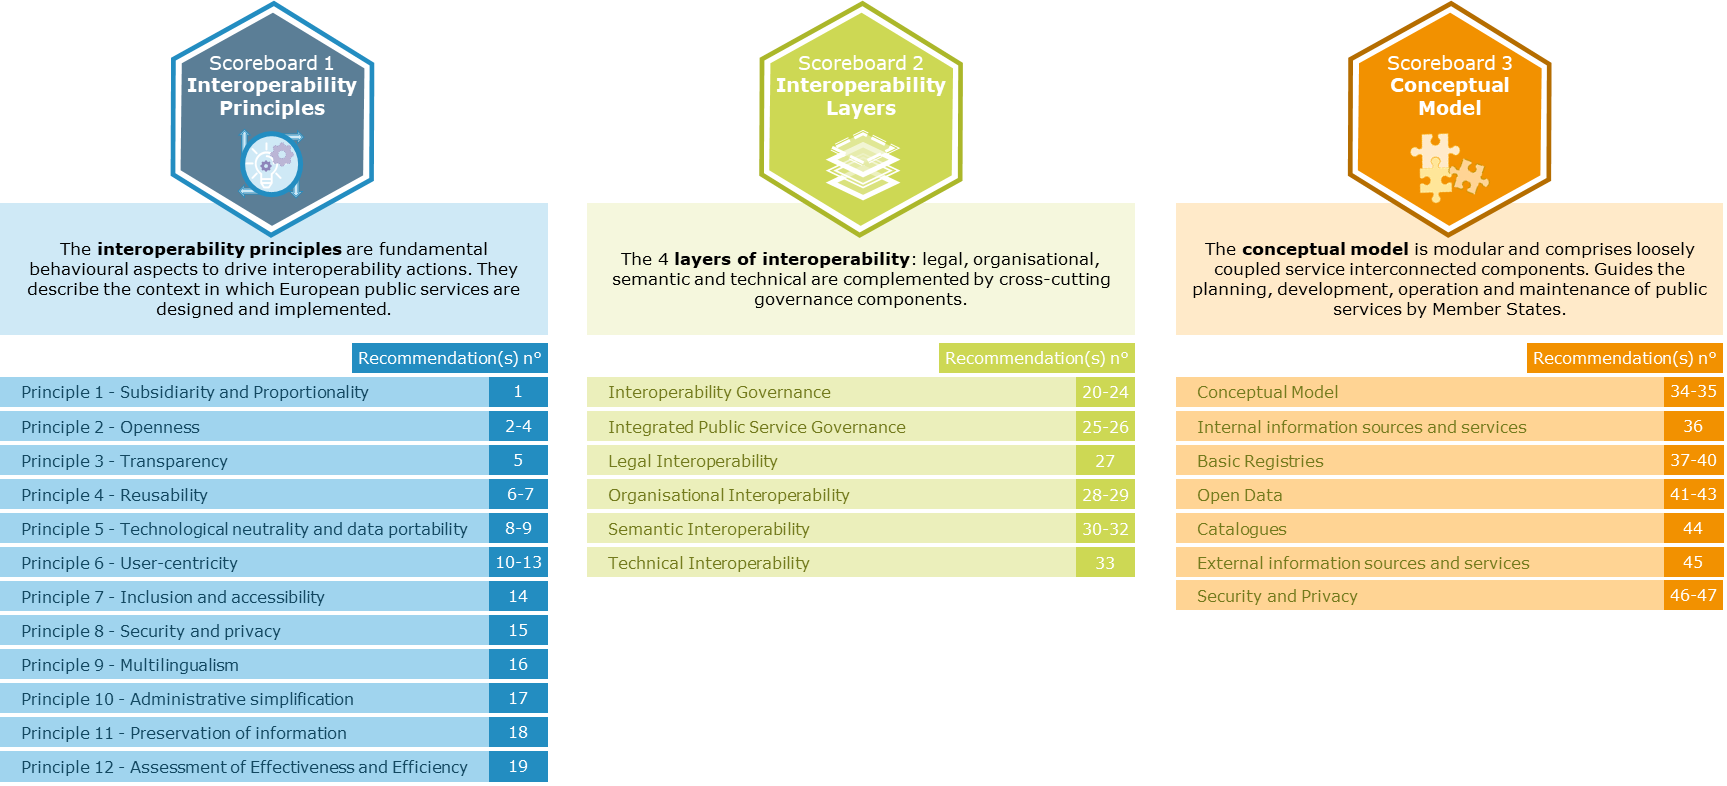 Scoreboard 1
Interoperability
Principles
The interoperability principles are fundamental
behavioural aspects to drive interoperability actions. They
describe the context in which European public services are
designed and implemented.
Recommendation(s) n°
Principle 1 - Subsidiarity and Proportionality 1
Principle 2 - Openness 2-4
Principle 3 - Transparency 5
Principle 4 - Reusability 6-7
Principle 5 - Technological neutrality and data portability 8-9
Principle 6 - User-centricity 10-13
Principle 7 - Inclusion and accessibility 14
Principle 8 - Security and privacy 15
Principle 9 - Multilingualism 16
Principle 10 - Administrative simplification 17
Principle 11 - Preservation of information 18
Principle 12 - Assessment of Effectiveness and Efficiency 19
Scoreboard 2
Interoperability
Layers
The 4 layers of interoperability: legal, organisational,
semantic and technical are complemented by cross-cutting
governance components.
Recommendation(s) n°
Interoperability Governance 20-24
Integrated Public Service Governance 25-26
Legal Interoperability 27
Organisational Interoperability 28-29
Semantic Interoperability 30-32
Technical Interoperability 33
Scoreboard 3
Conceptual
Model
The conceptual model is modular and comprises loosely
coupled service interconnected components. Guides the
planning, development, operation and maintenance of public
services by Member States.
Recommendation(s) n°
Conceptual Model 34-35
Internal information sources and services 36
Basic Registries 37-40
Open Data 41-43
Catalogues 44
External information sources and services 45
Security and Privacy 46-47